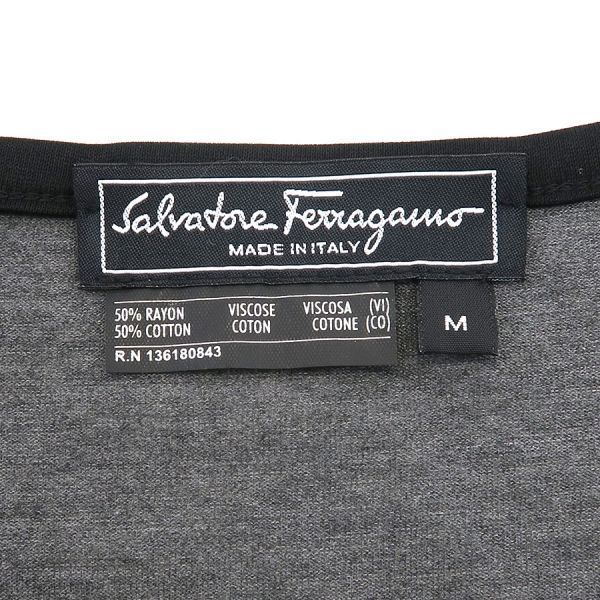 Salvatore Ferragamo
MADE IN ITALY
50% RAYON VISCOSE VISCOSA (VI)
50% COTTON COTON COTONE (CO)
R.N 136180843
M